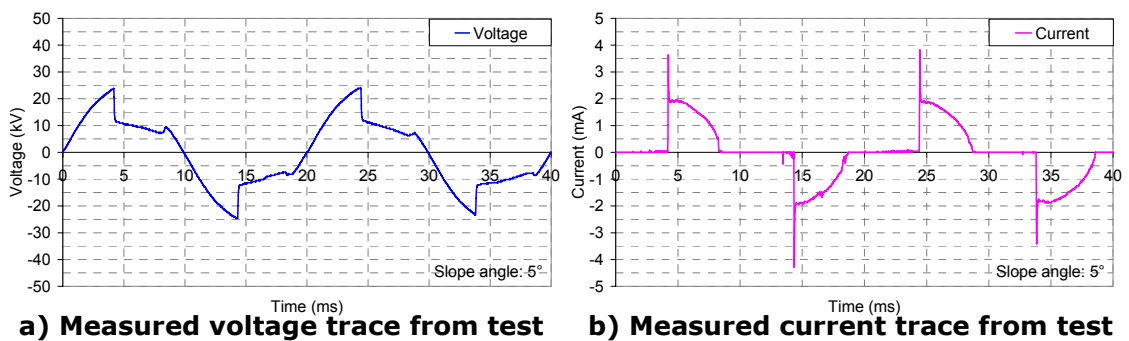 50
40
30
20
10
0
-10
-20
-30
-40
-50
0 5 10 15 20 25 30 35 40
Voltage (kV)
Time (ms)
Voltage
Slope angle: 5°
a) Measured voltage trace from test
5
4
3
2
1
0
-1
-2
-3
-4
-5
0 5 10 15 20 25 30 35 40
Current (mA)
Time (ms)
Current
Slope angle: 5°
b) Measured current trace from test